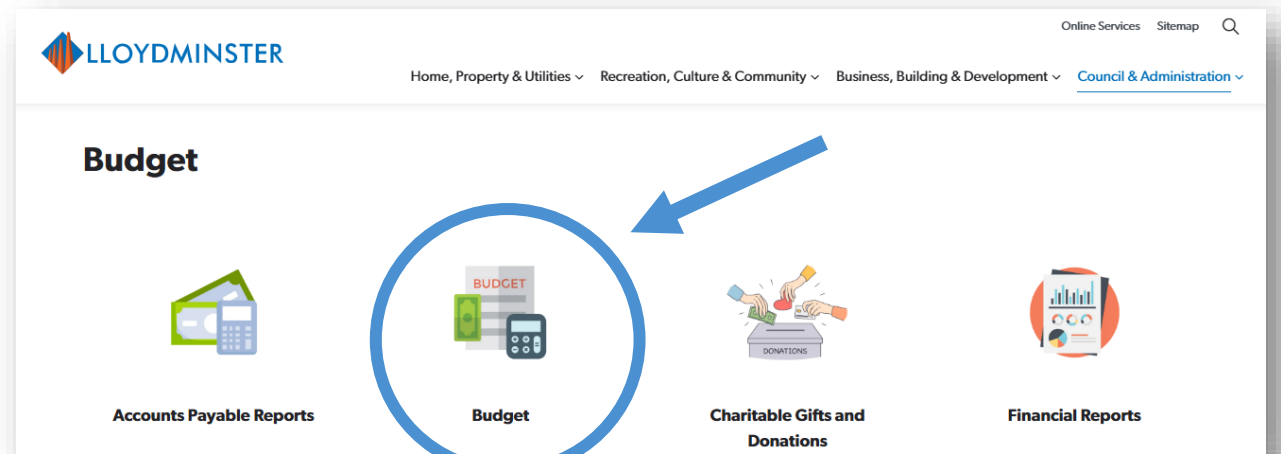 Online Services Sitemap
LLOYDMINSTER
Home, Property & Utilities Recreation, Culture & Community Business, Building & Development Council & Administration
Budget
BUDGET
DONATIONS
Accounts Payable Reports
Budget
Charitable Gifts and
Donations
Financial Reports